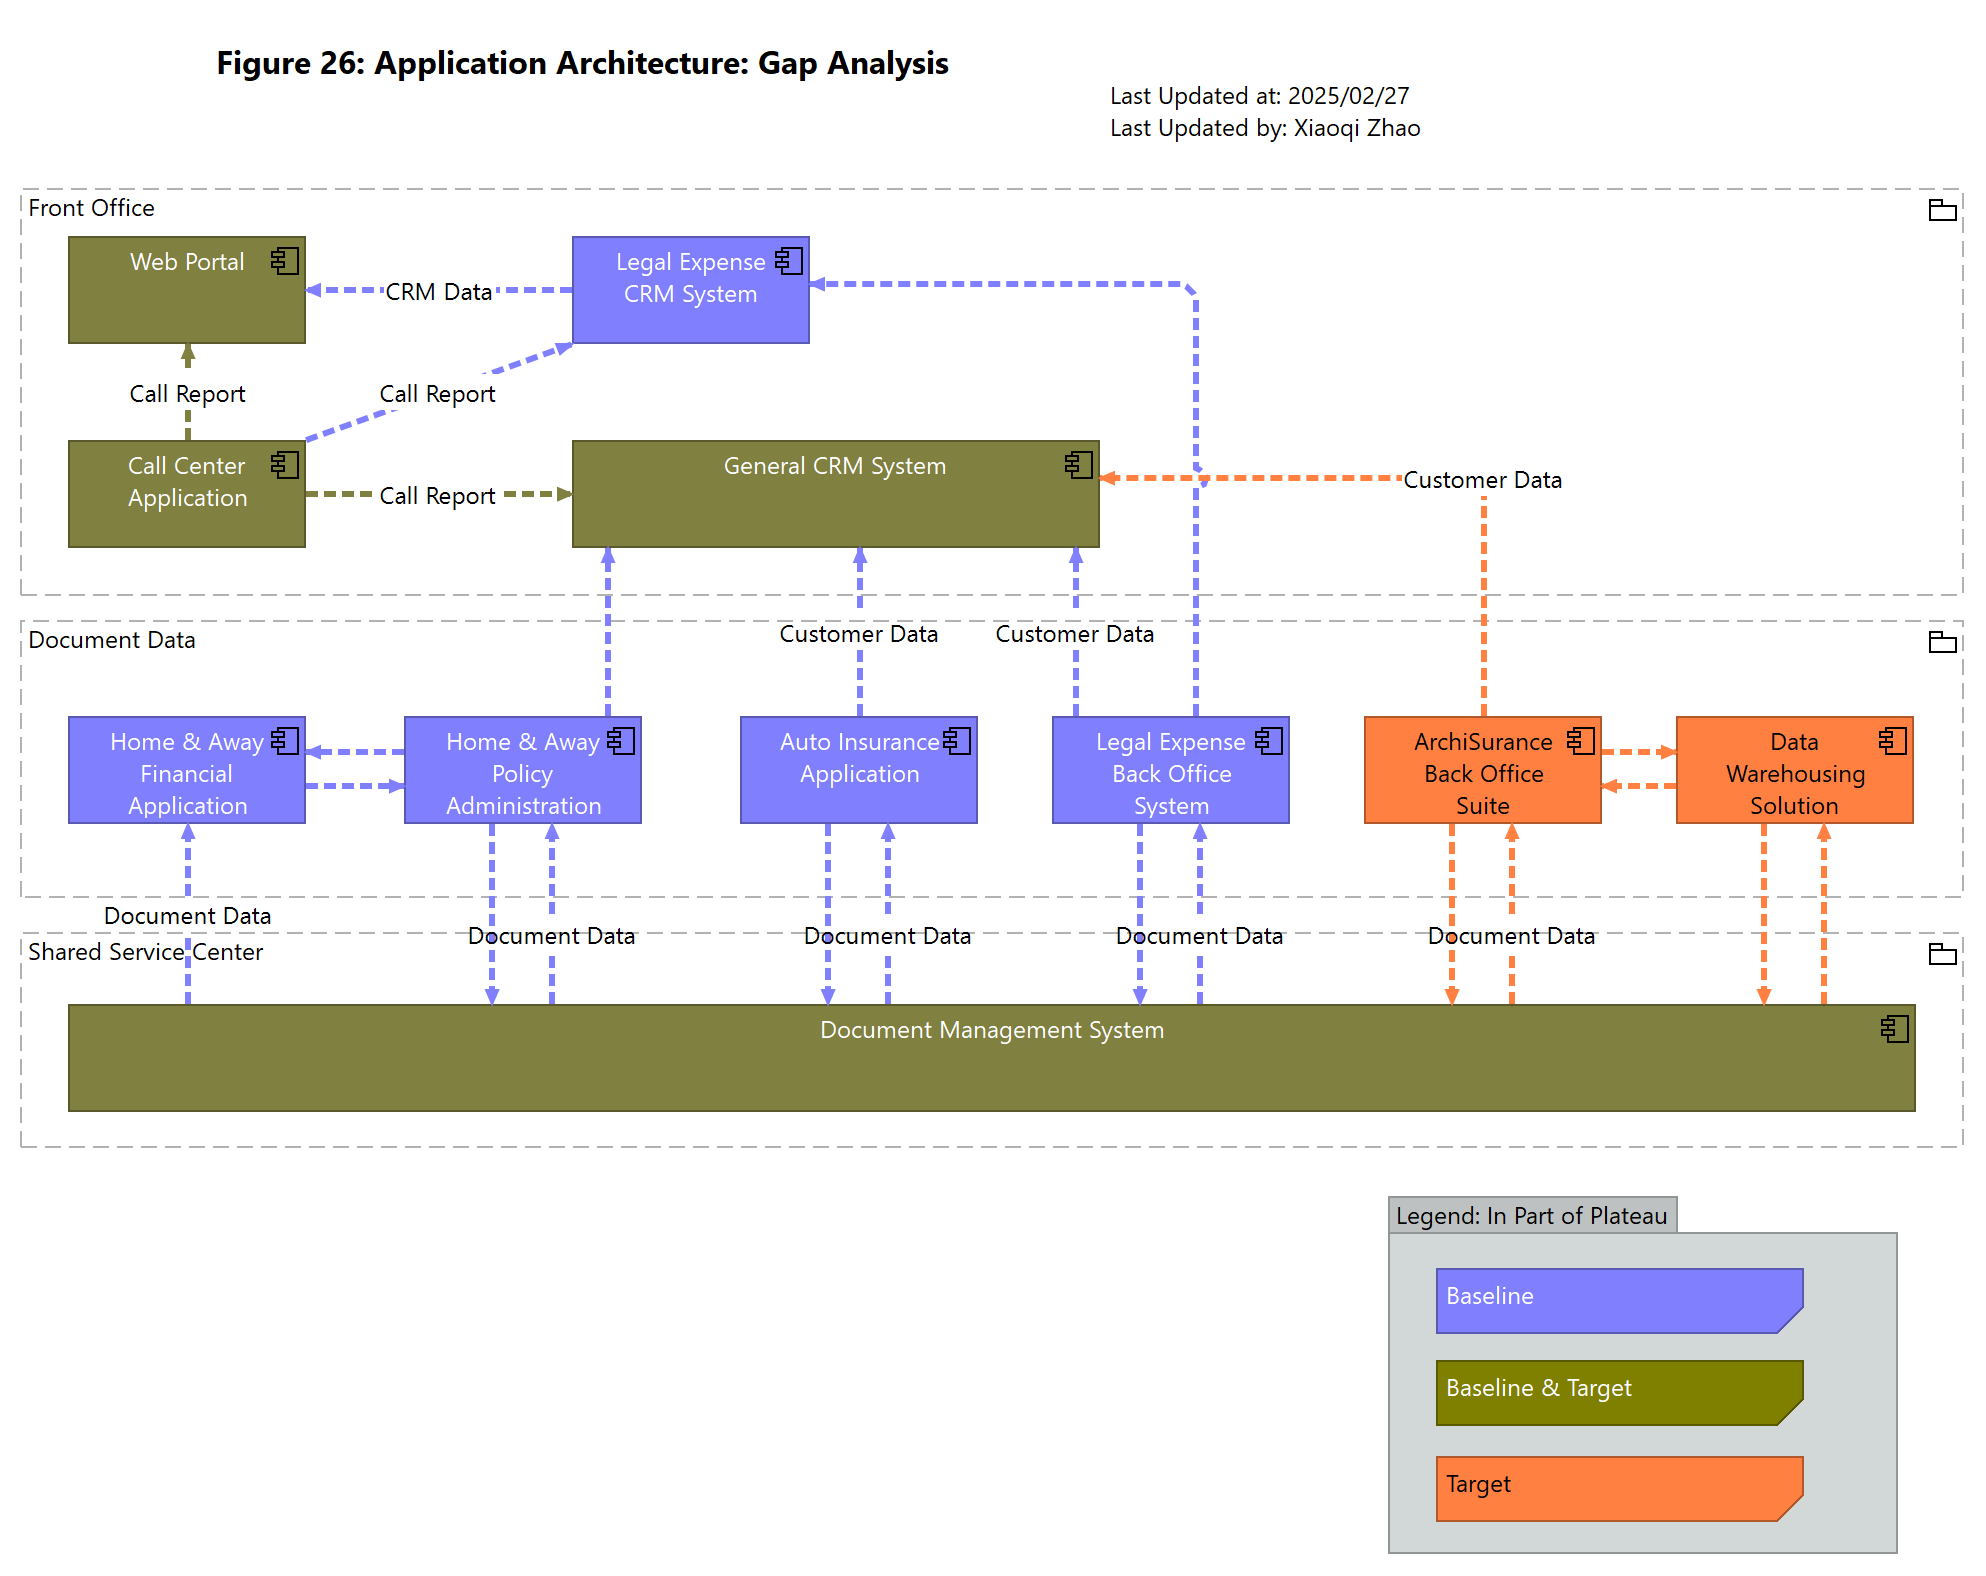 Figure 26: Application Architecture: Gap Analysis
Last Updated at: 2025/02/27
Last Updated by: Xiaoqi Zhao
Front Office
Web Portal
Legal Expense
CRM System
CRM Data
Call Report
Call Report
Call Center
Application
Call Report
General CRM System
Customer Data
Document Data
Customer Data
Customer Data
Home & Away
Financial
Application
Home & Away
Policy
Administration
Auto Insurance
Application
Legal Expense
Back Office
System
ArchiSurance
Back Office
Suite
Data
Warehousing
Solution
Document Data
Document Data
Document Data
Document Data
Document Data
Shared Service Center
Document Management System
Legend: In Part of Plateau
Baseline
Baseline & Target
Target